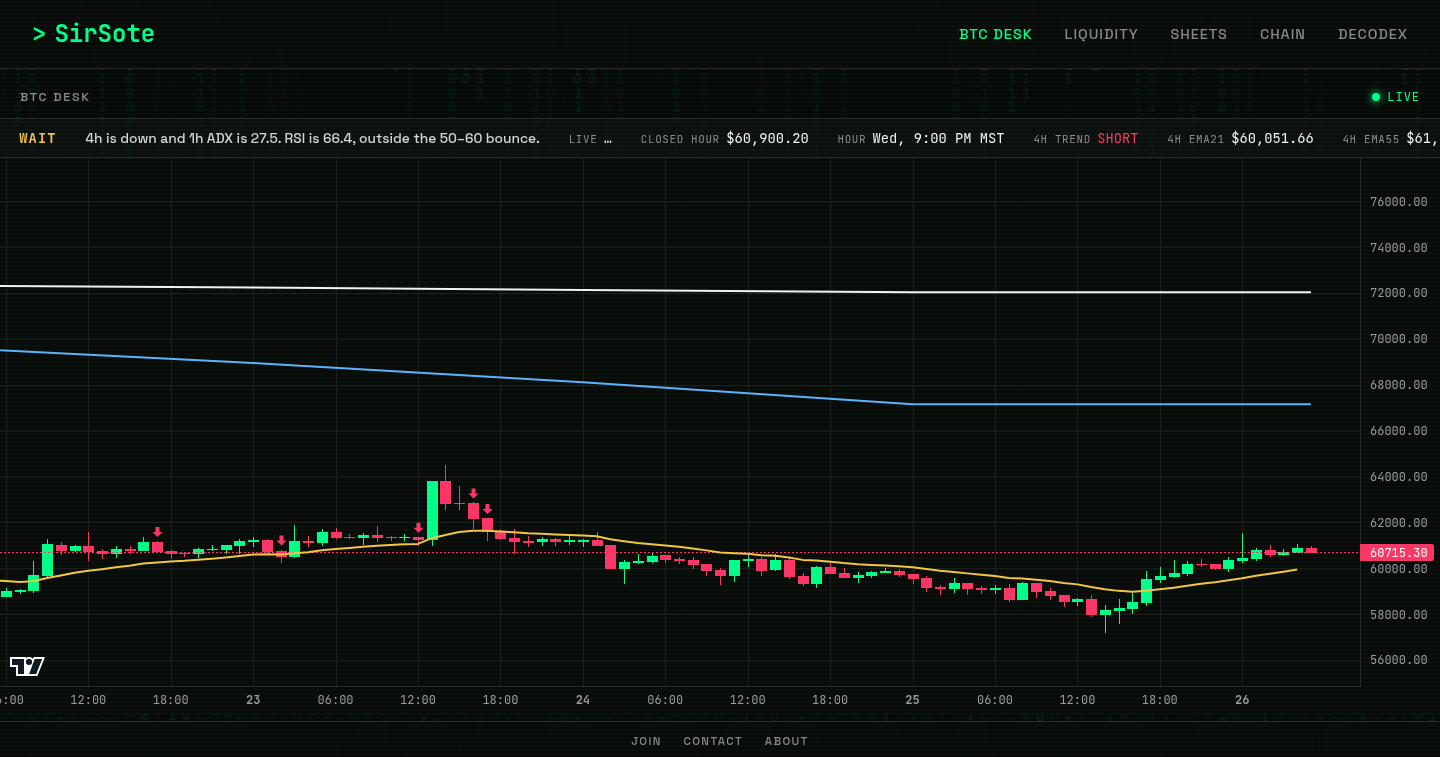 > SirSote
BTC DESK LIQUIDITY SHEETS CHAIN DECODEX
BTC DESK
LIVE
WAIT 4h is down and 1h ADX is 27.5. RSI is 66.4, outside the 50–60 bounce. LIVE … CLOSED HOUR $60,900.20 HOUR Wed, 9:00 PM MST 4H TREND SHORT 4H EMA21 $60,051.66 4H EMA55 $61,
76000.00
74000.00
72000.00
70000.00
68000.00
66000.00
64000.00
62000.00
60715.30
60000.00
58000.00
56000.00
:00 12:00 18:00 23 06:00 12:00 18:00 24 06:00 12:00 18:00 25 06:00 12:00 18:00 26
JOIN CONTACT ABOUT